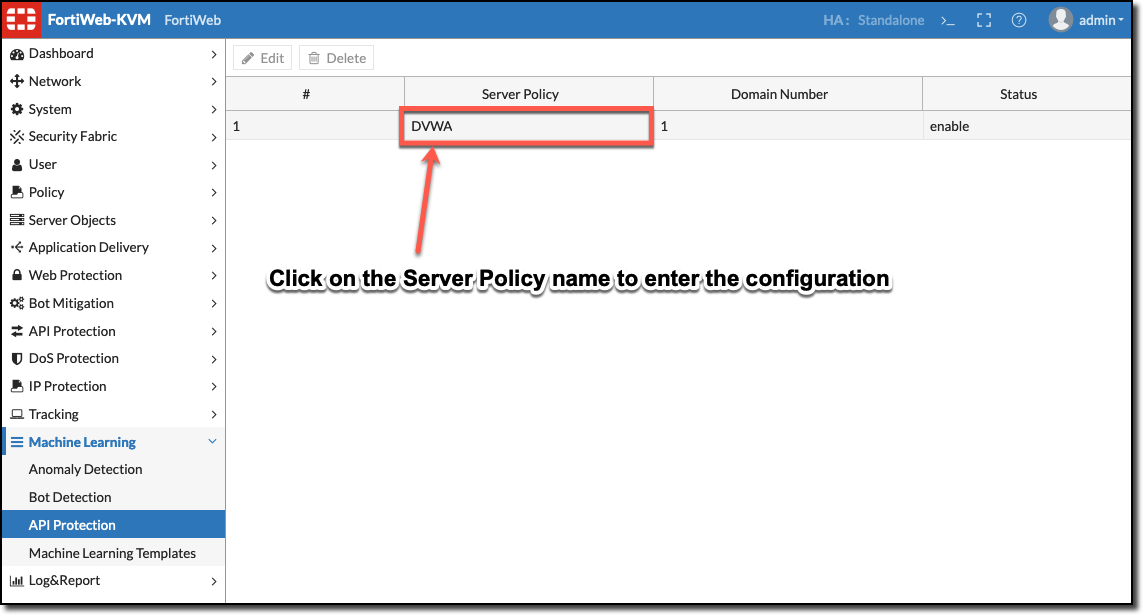 FortiWeb-KVM FortiWeb HA: Standalone >_ admin
Dashboard
Network
System
Security Fabric
User
Policy
Server Objects
Application Delivery
Web Protection
Bot Mitigation
API Protection
DoS Protection
IP Protection
Tracking
Machine Learning
Anomaly Detection
Bot Detection
API Protection
Machine Learning Templates
Log&Report
Edit Delete
# Server Policy Domain Number Status
1 DVWA 1 enable
Click on the Server Policy name to enter the configuration